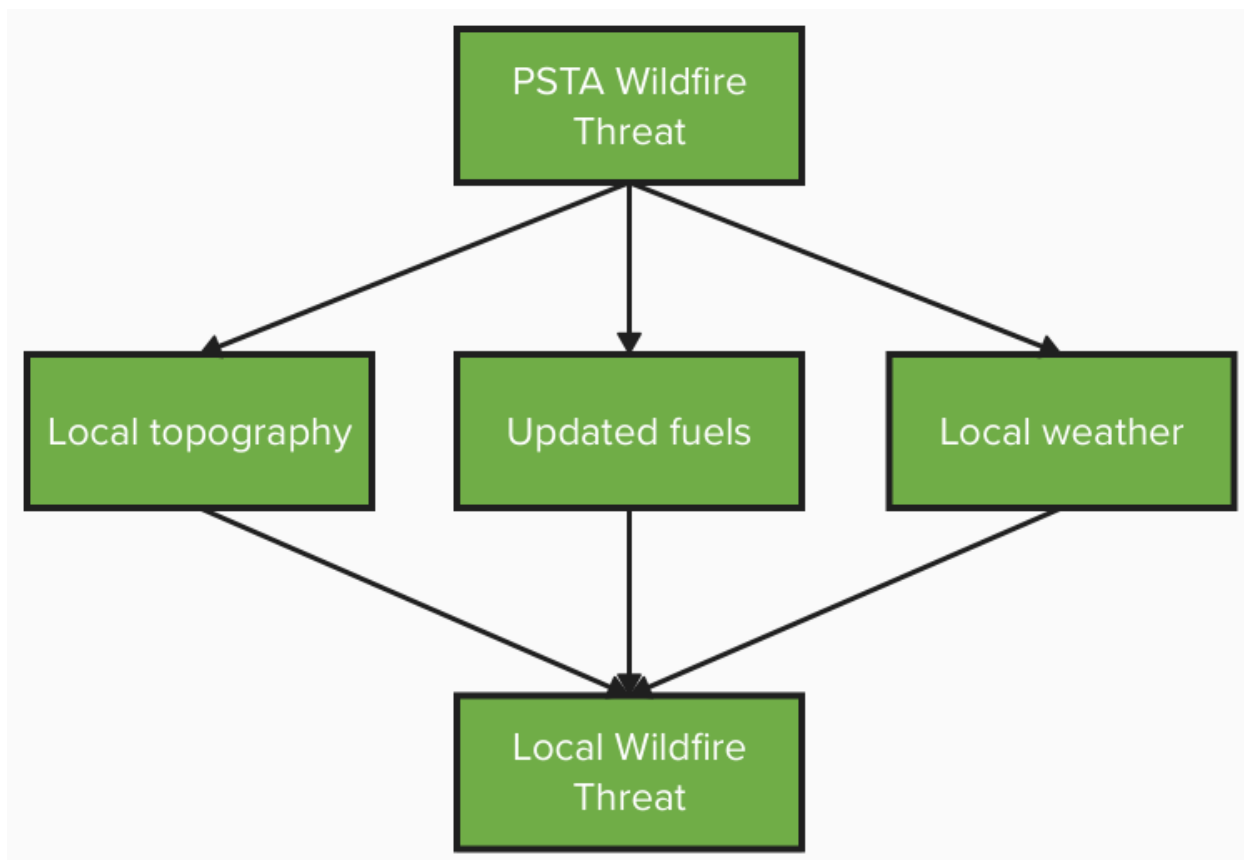 PSTA Wildfire
Threat
Local topography
Updated fuels
Local weather
Local Wildfire
Threat